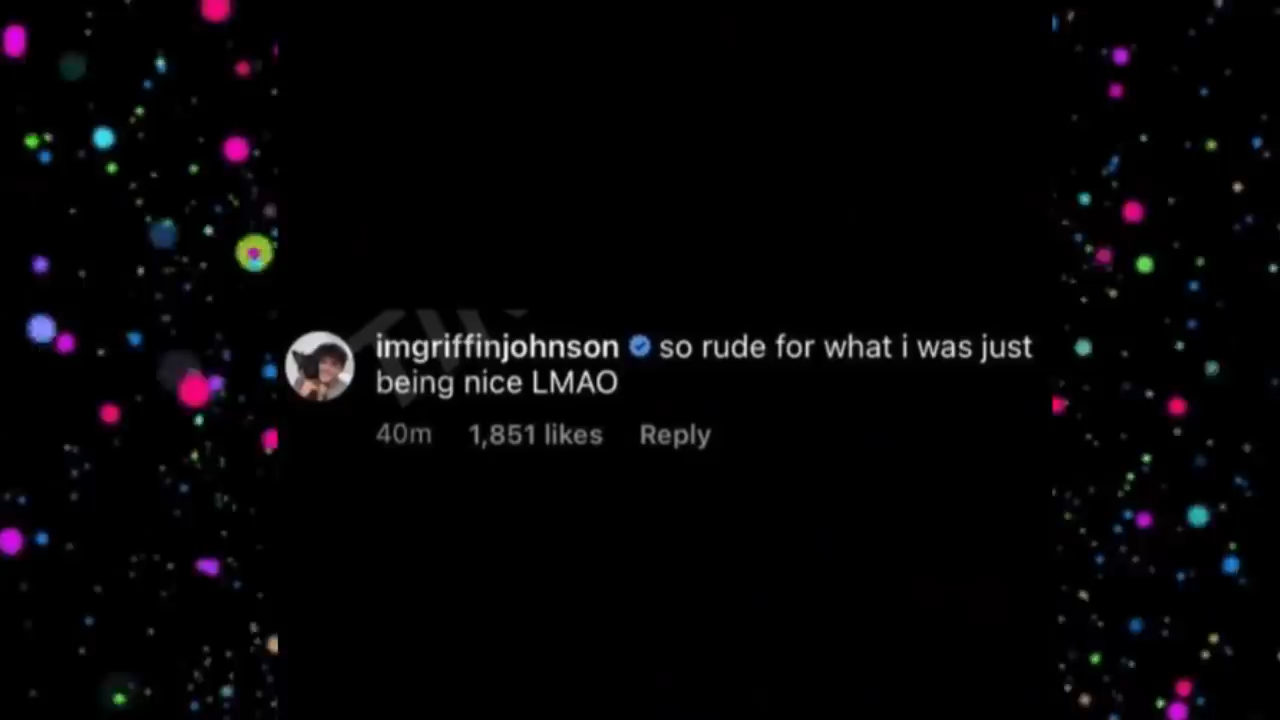 imgriffinjohnson so rude for what i was just
being nice LMAO
40m 1,851 likes Reply